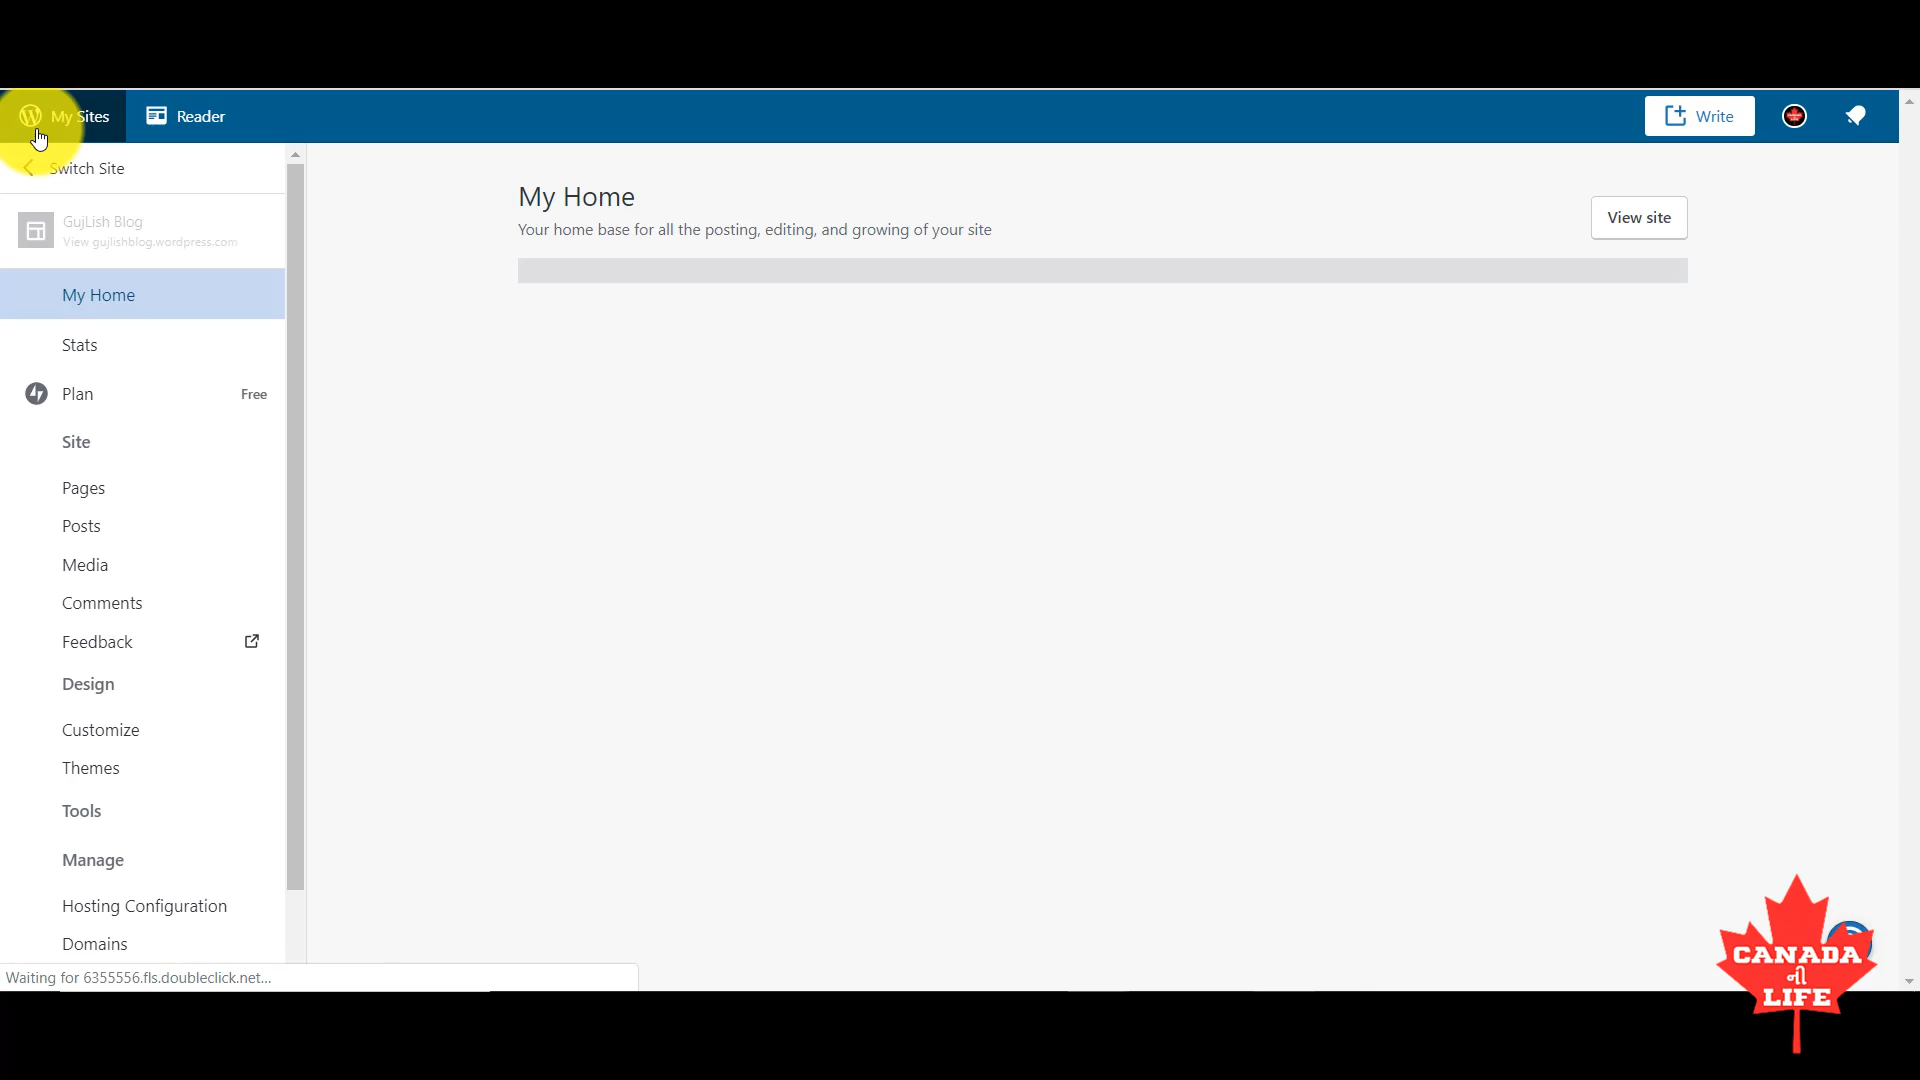 My Sites
Reader
Write
Switch Site
GujLish Blog
View gujlishblog.wordpress.com
My Home
Stats
Plan
Free
Site
Pages
Posts
Media
Comments
Feedback
Design
Customize
Themes
Tools
Manage
Hosting Configuration
Domains
My Home
Your home base for all the posting, editing, and growing of your site
View site
Waiting for 6355556.fls.doubleclick.net...
CANADA
ની
LIFE